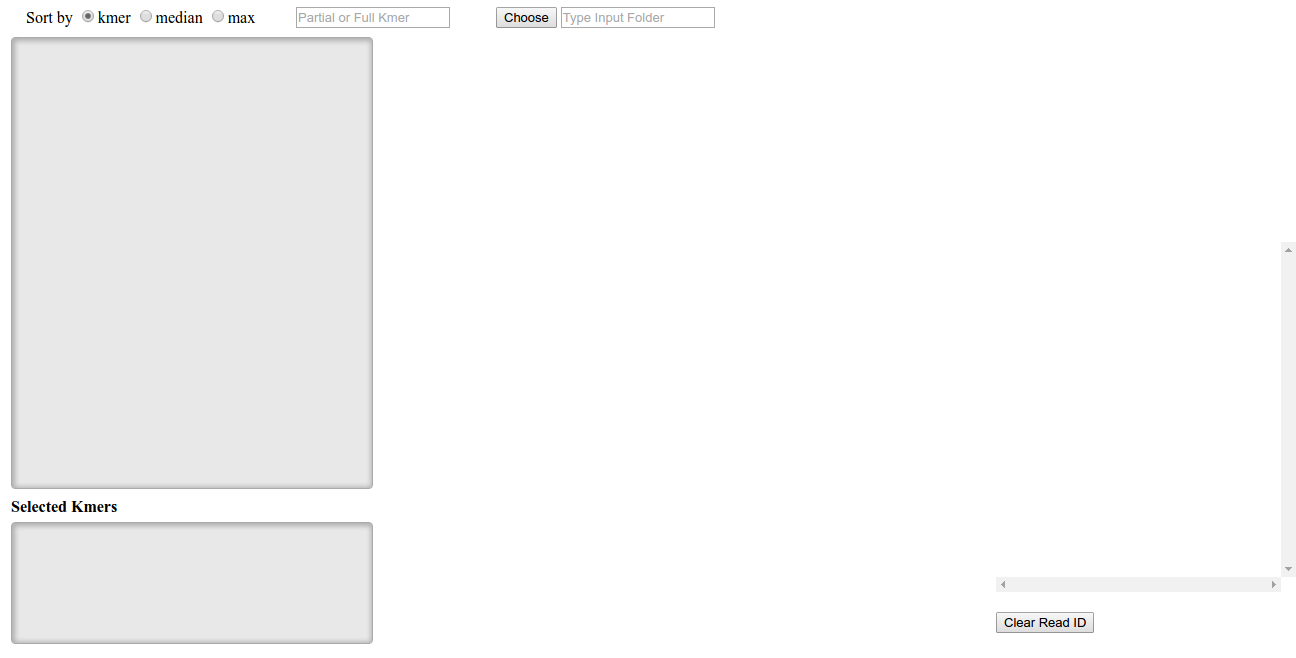 Sort by kmer median max Partial or Full Kmer Choose Type Input Folder
Selected Kmers
Clear Read ID